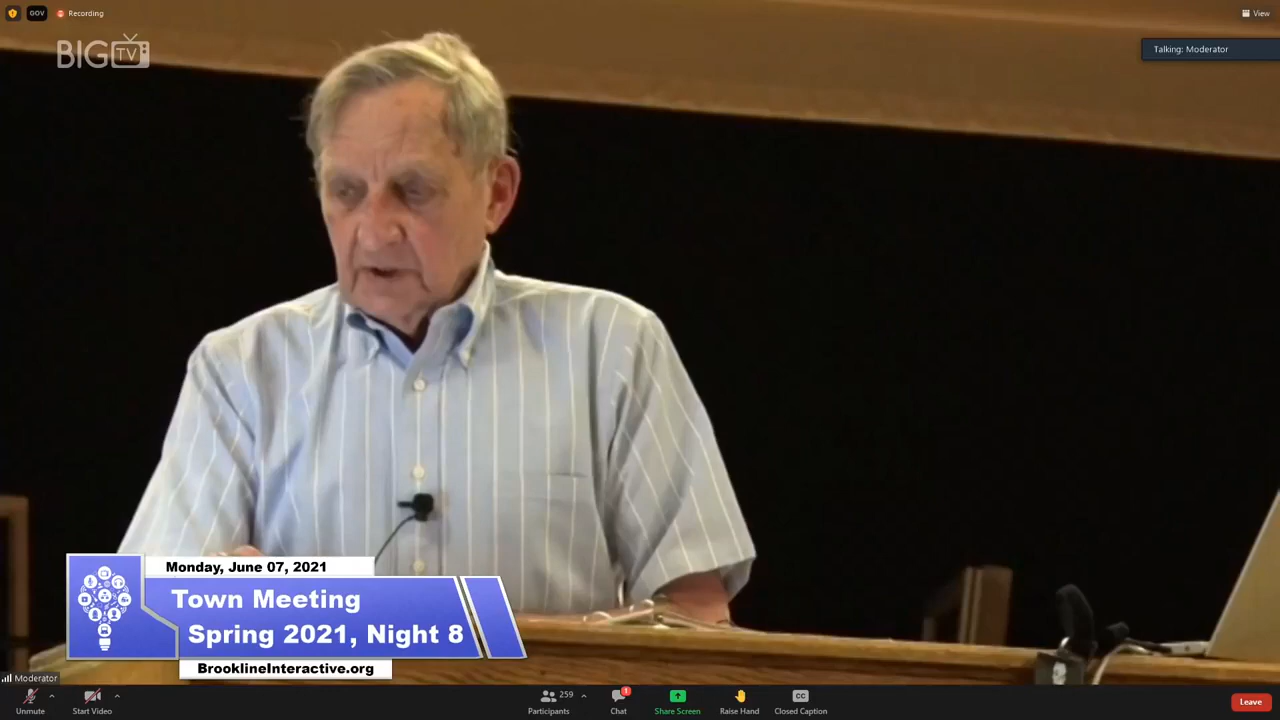 GOV
Recording
View
BIG TV
Talking: Moderator
Monday, June 07, 2021
Town Meeting
Spring 2021, Night 8
BrooklineInteractive.org
Moderator
Unmute
Start Video
259
Participants
1
Chat
Share Screen
Raise Hand
CC
Closed Caption
Leave